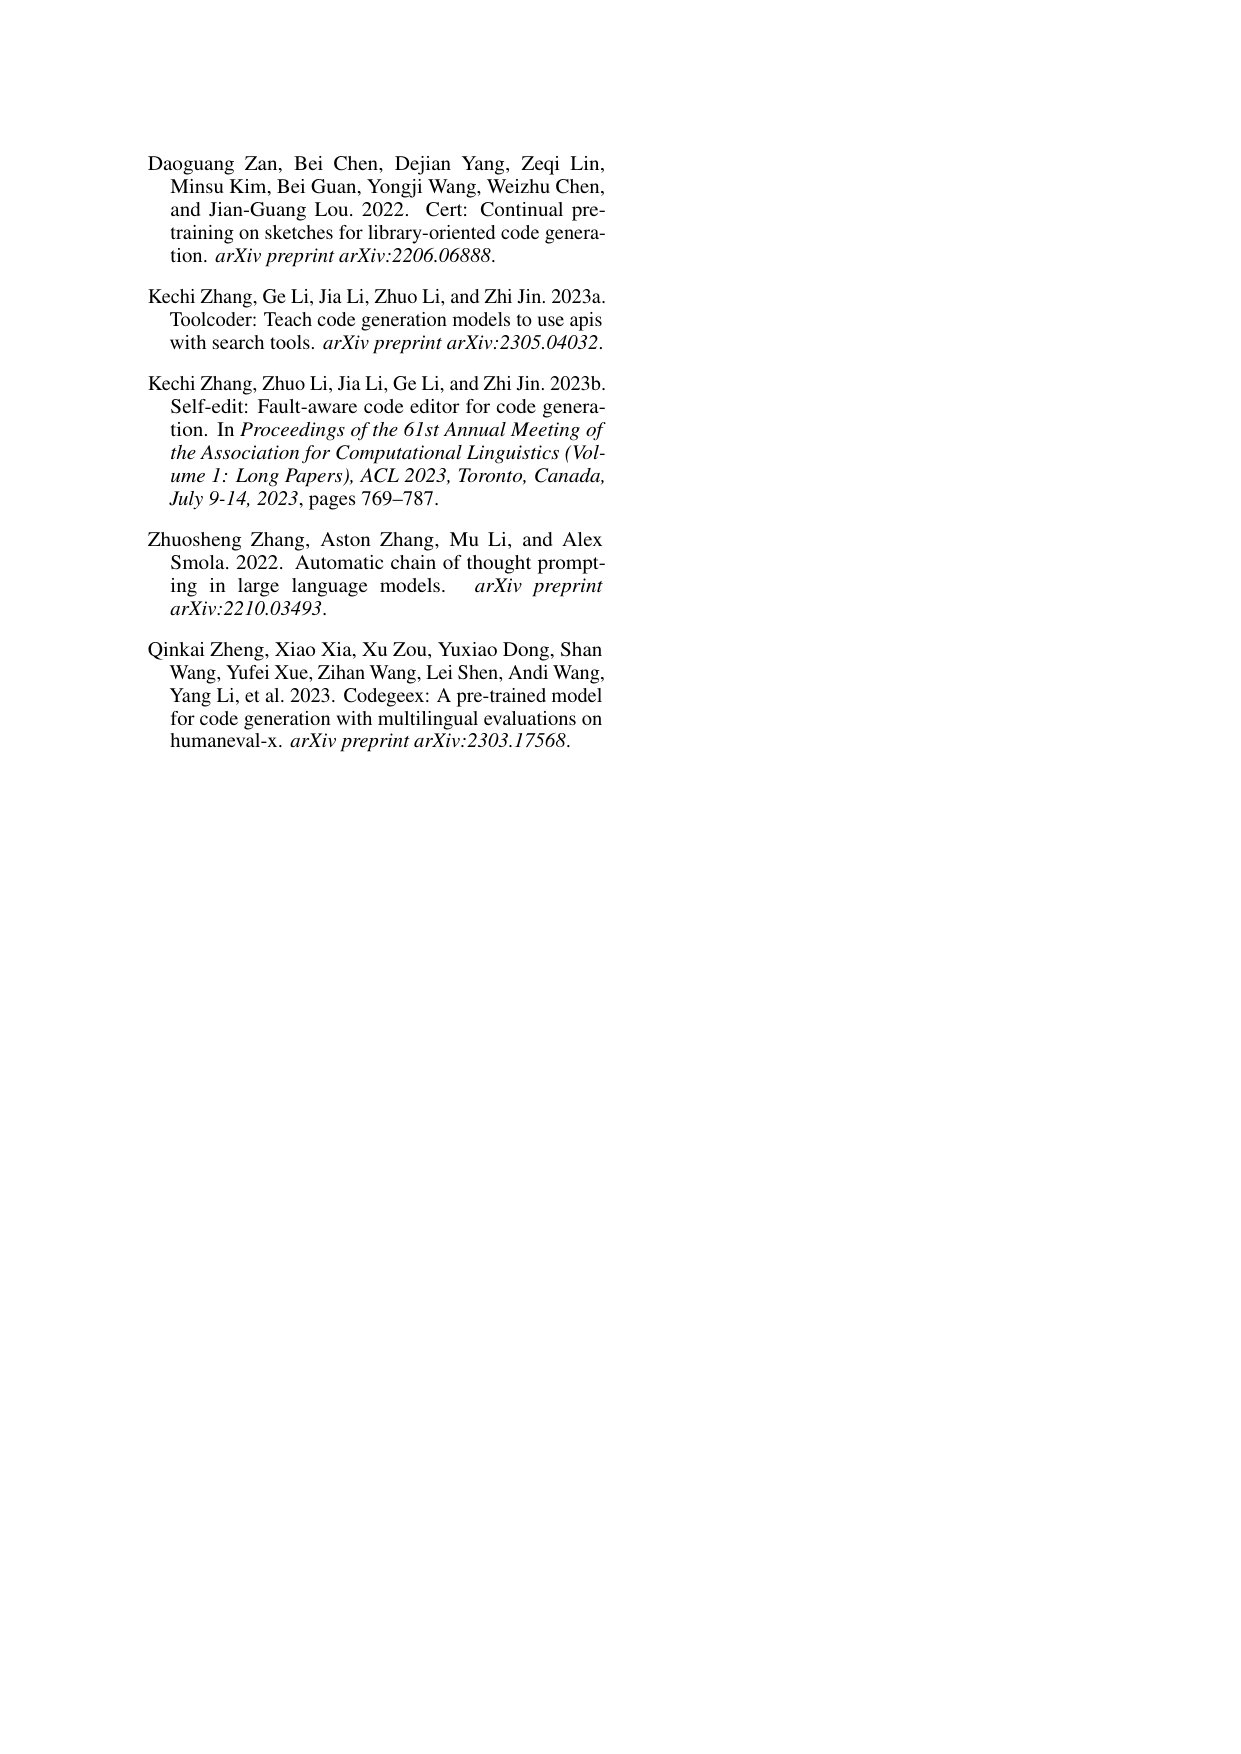 Daoguang Zan, Bei Chen, Dejian Yang, Zeqi Lin,
Minsu Kim, Bei Guan, Yongji Wang, Weizhu Chen,
and Jian-Guang Lou. 2022. Cert: Continual pre-
training on sketches for library-oriented code genera-
tion. arXiv preprint arXiv:2206.06888.
Kechi Zhang, Ge Li, Jia Li, Zhuo Li, and Zhi Jin. 2023a.
Toolcoder: Teach code generation models to use apis
with search tools. arXiv preprint arXiv:2305.04032.
Kechi Zhang, Zhuo Li, Jia Li, Ge Li, and Zhi Jin. 2023b.
Self-edit: Fault-aware code editor for code genera-
tion. In Proceedings of the 61st Annual Meeting of
the Association for Computational Linguistics (Vol-
ume 1: Long Papers), ACL 2023, Toronto, Canada,
July 9-14, 2023, pages 769–787.
Zhuosheng Zhang, Aston Zhang, Mu Li, and Alex
Smola. 2022. Automatic chain of thought prompt-
ing in large language models. arXiv preprint
arXiv:2210.03493.
Qinkai Zheng, Xiao Xia, Xu Zou, Yuxiao Dong, Shan
Wang, Yufei Xue, Zihan Wang, Lei Shen, Andi Wang,
Yang Li, et al. 2023. Codegeex: A pre-trained model
for code generation with multilingual evaluations on
humaneval-x. arXiv preprint arXiv:2303.17568.